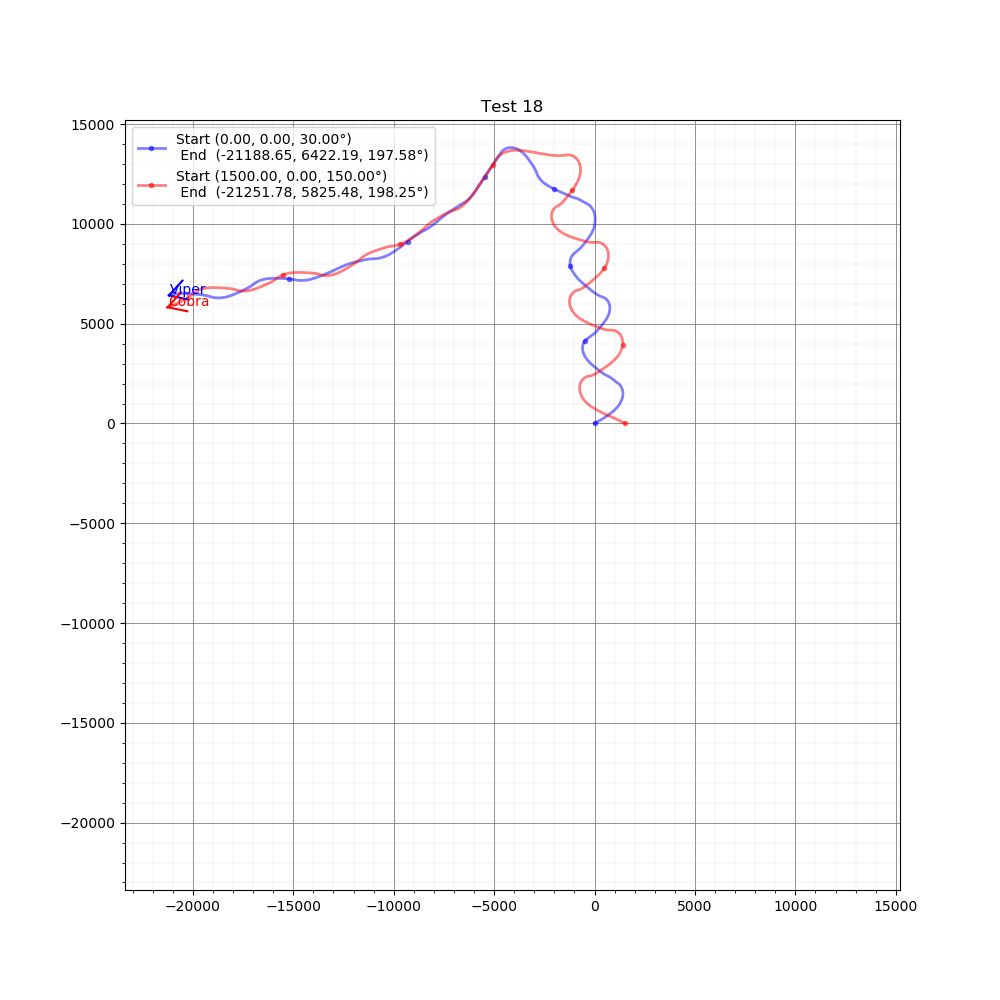 Test 18
Start (0.00, 0.00, 30.00°)
End  (-21188.65, 6422.19, 197.58°)
Start (1500.00, 0.00, 150.00°)
End  (-21251.78, 5825.48, 198.25°)
15000
10000
5000
0
−5000
−10000
−15000
−20000
Viper
Cobra
−20000 −15000 −10000 −5000 0 5000 10000 15000